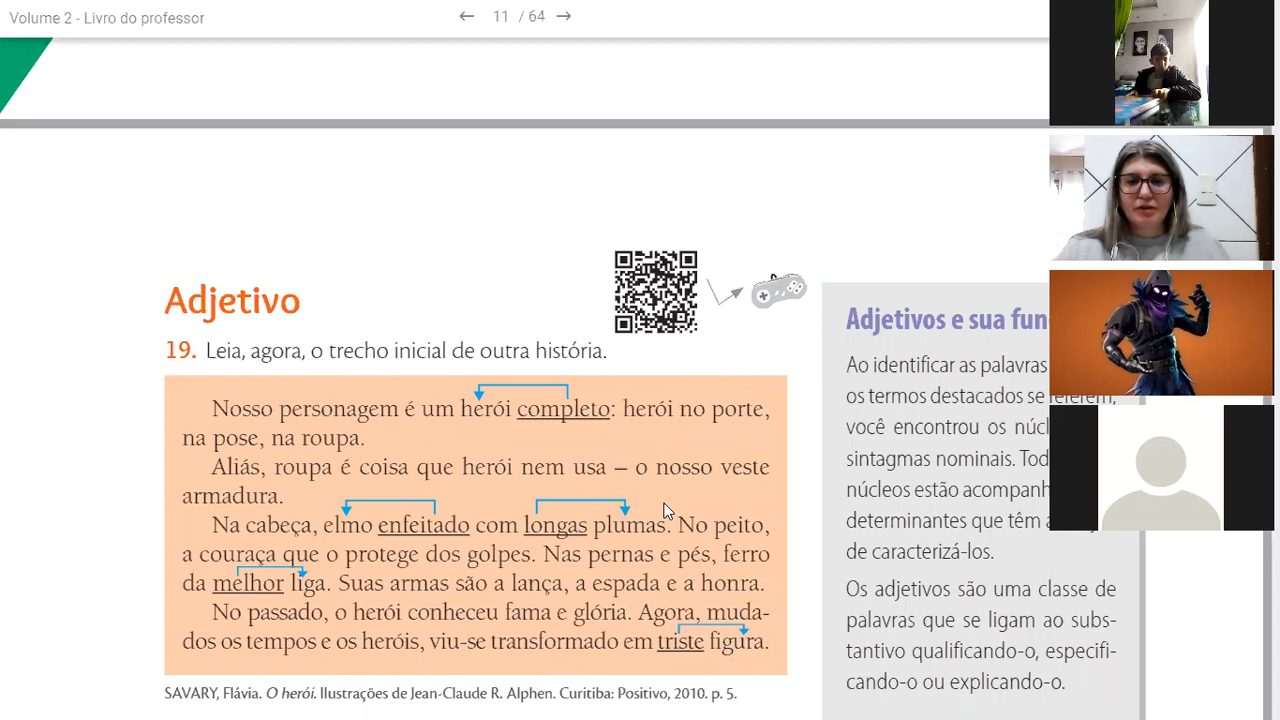 Volume 2 - Livro do professor
11 / 64
Adjetivo
19. Leia, agora, o trecho inicial de outra história.
Nosso personagem é um herói completo: herói no porte,
na pose, na roupa.
Aliás, roupa é coisa que herói nem usa – o nosso veste
armadura.
Na cabeça, elmo enfeitado com longas plumas. No peito,
a couraça que o protege dos golpes. Nas pernas e pés, ferro
da melhor liga. Suas armas são a lança, a espada e a honra.
No passado, o herói conheceu fama e glória. Agora, muda-
dos os tempos e os heróis, viu-se transformado em triste figura.
SAVARY, Flávia. O herói. Ilustrações de Jean-Claude R. Alphen. Curitiba: Positivo, 2010. p. 5.
Adjetivos e sua
Ao identificar as palavras
os termos destacados se referem,
você encontrou os
sintagmas nominais.
núcleos estão
determinantes que têm a
de caracterizá-los.
Os adjetivos são uma classe de
palavras que se ligam ao subs-
tantivo qualificando-o, especifi-
cando-o ou explicando-o.